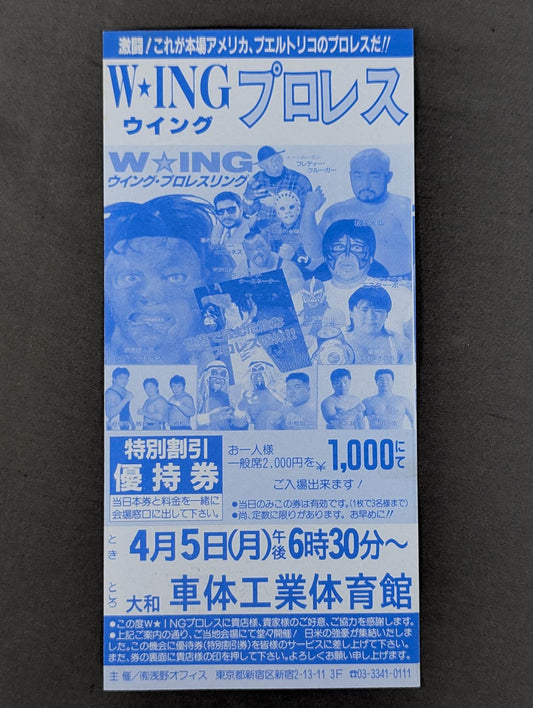 激闘!これが本場アメリカ、プエルトリコのプロレスだ!!
W★ING
ウイング
プロレス
W☆ING
ウイング・プロレスリング
フレディー・
クルーガー
特別割引
優待券
お一人様
一般席2,000円を¥1,000にて
ご入場出来ます!
当日本券と料金を一緒に
会場窓口に出して下さい。
●当日のみこの券は有効です。(1枚で3名様まで)
●尚、定数に限りがあります。お早めに!!
とき 4月5日(月)午後6時30分〜
ところ 大和 車体工業体育館
●この度W★INGプロレスに貴店様、貴家様のご好意、ご協力を感謝します。
●上記ご案内の通り、ご当地会場にて堂々開催! 日米の強豪が集結いたしま
した。この機会に優待券(特別割引券)を皆様のサービスに差し上げて下さい。
また、券の裏面に貴店様の印を押して下さい。よろしくお願い申し上げます。
主催/㈲浅野オフィス 東京都新宿区新宿2-13-11 3F ☎03-3341-0111